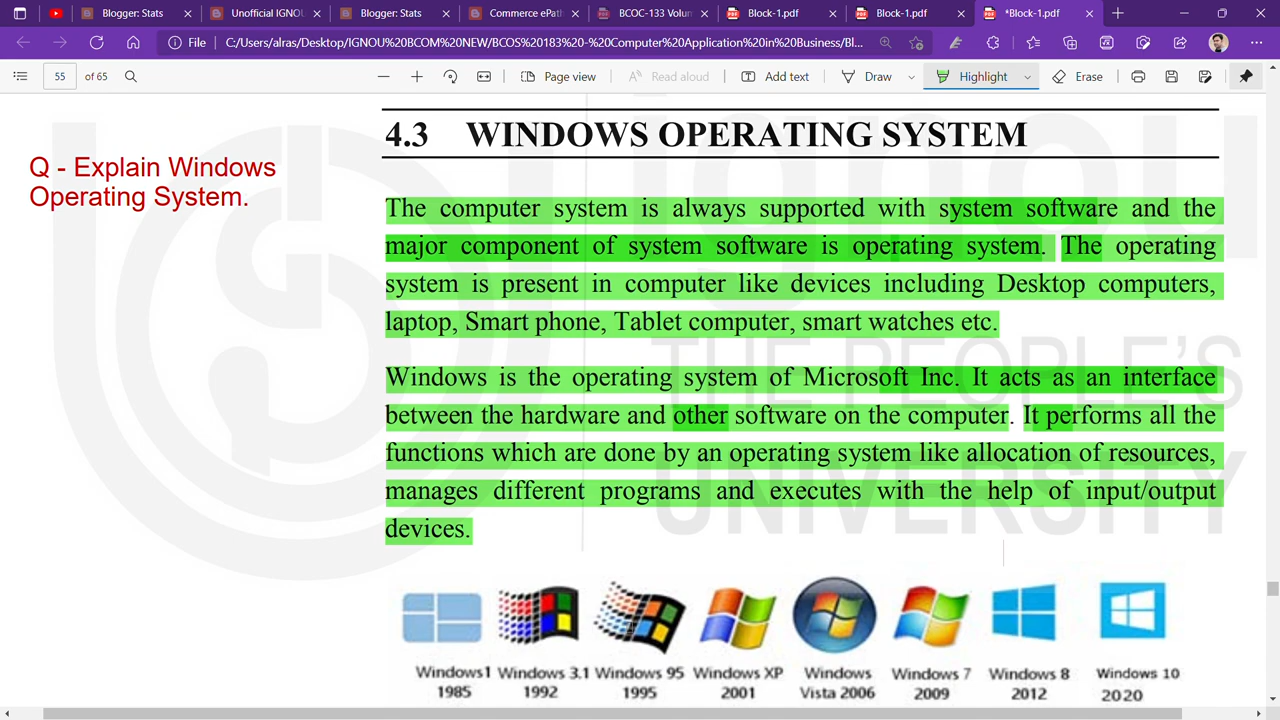 Blogger: Stats
Unofficial IGNOU
Blogger: Stats
Commerce ePath
BCOC-133 Volum
Block-1.pdf
Block-1.pdf
*Block-1.pdf
File
C:/Users/alras/Desktop/IGNOU%20BCOM%20NEW/BCOS%20183%20-%20Computer%20Application%20in%20Business/Bl...
55 of 65
Page view
Read aloud
Add text
Draw
Highlight
Erase
4.3 WINDOWS OPERATING SYSTEM
Q - Explain Windows
Operating System.
The computer system is always supported with system software and the
major component of system software is operating system. The operating
system is present in computer like devices including Desktop computers,
laptop, Smart phone, Tablet computer, smart watches etc.
Windows is the operating system of Microsoft Inc. It acts as an interface
between the hardware and other software on the computer. It performs all the
functions which are done by an operating system like allocation of resources,
manages different programs and executes with the help of input/output
devices.
ignou
THE PEOPLE'S
UNIVERSITY
Windows1 Windows 3.1 Windows 95 Windows XP Windows Windows 7 Windows 8 Windows 10
1985 1992 1995 2001 Vista 2006 2009 2012 2020